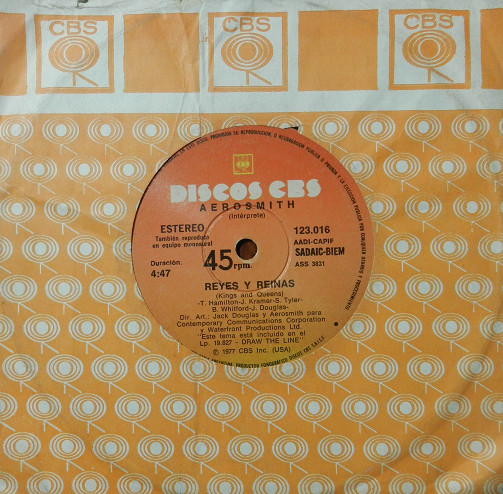 CBS
CBS
CBS
DISCOS CBS
AEROSMITH
(Intérprete)
ESTEREO
También reproduce
en equipo monoaural
123.016
AADI-CAPIF
SADAIC-BIEM
ASS 3831
Duración:
4:47
45 rpm.
REYES Y REINAS
(Kings and Queens)
-T. Hamilton-J. Kramer-S. Tyler-
B. Whitford-J. Douglas-
Dir. Art.: Jack Douglas y Aerosmith para
Contemporary Communications Corporation
y Waterfront Productions Ltd.
"Este tema está incluido en el
Lp. 19.827 - DRAW THE LINE"
℗ 1977 CBS Inc. (USA)